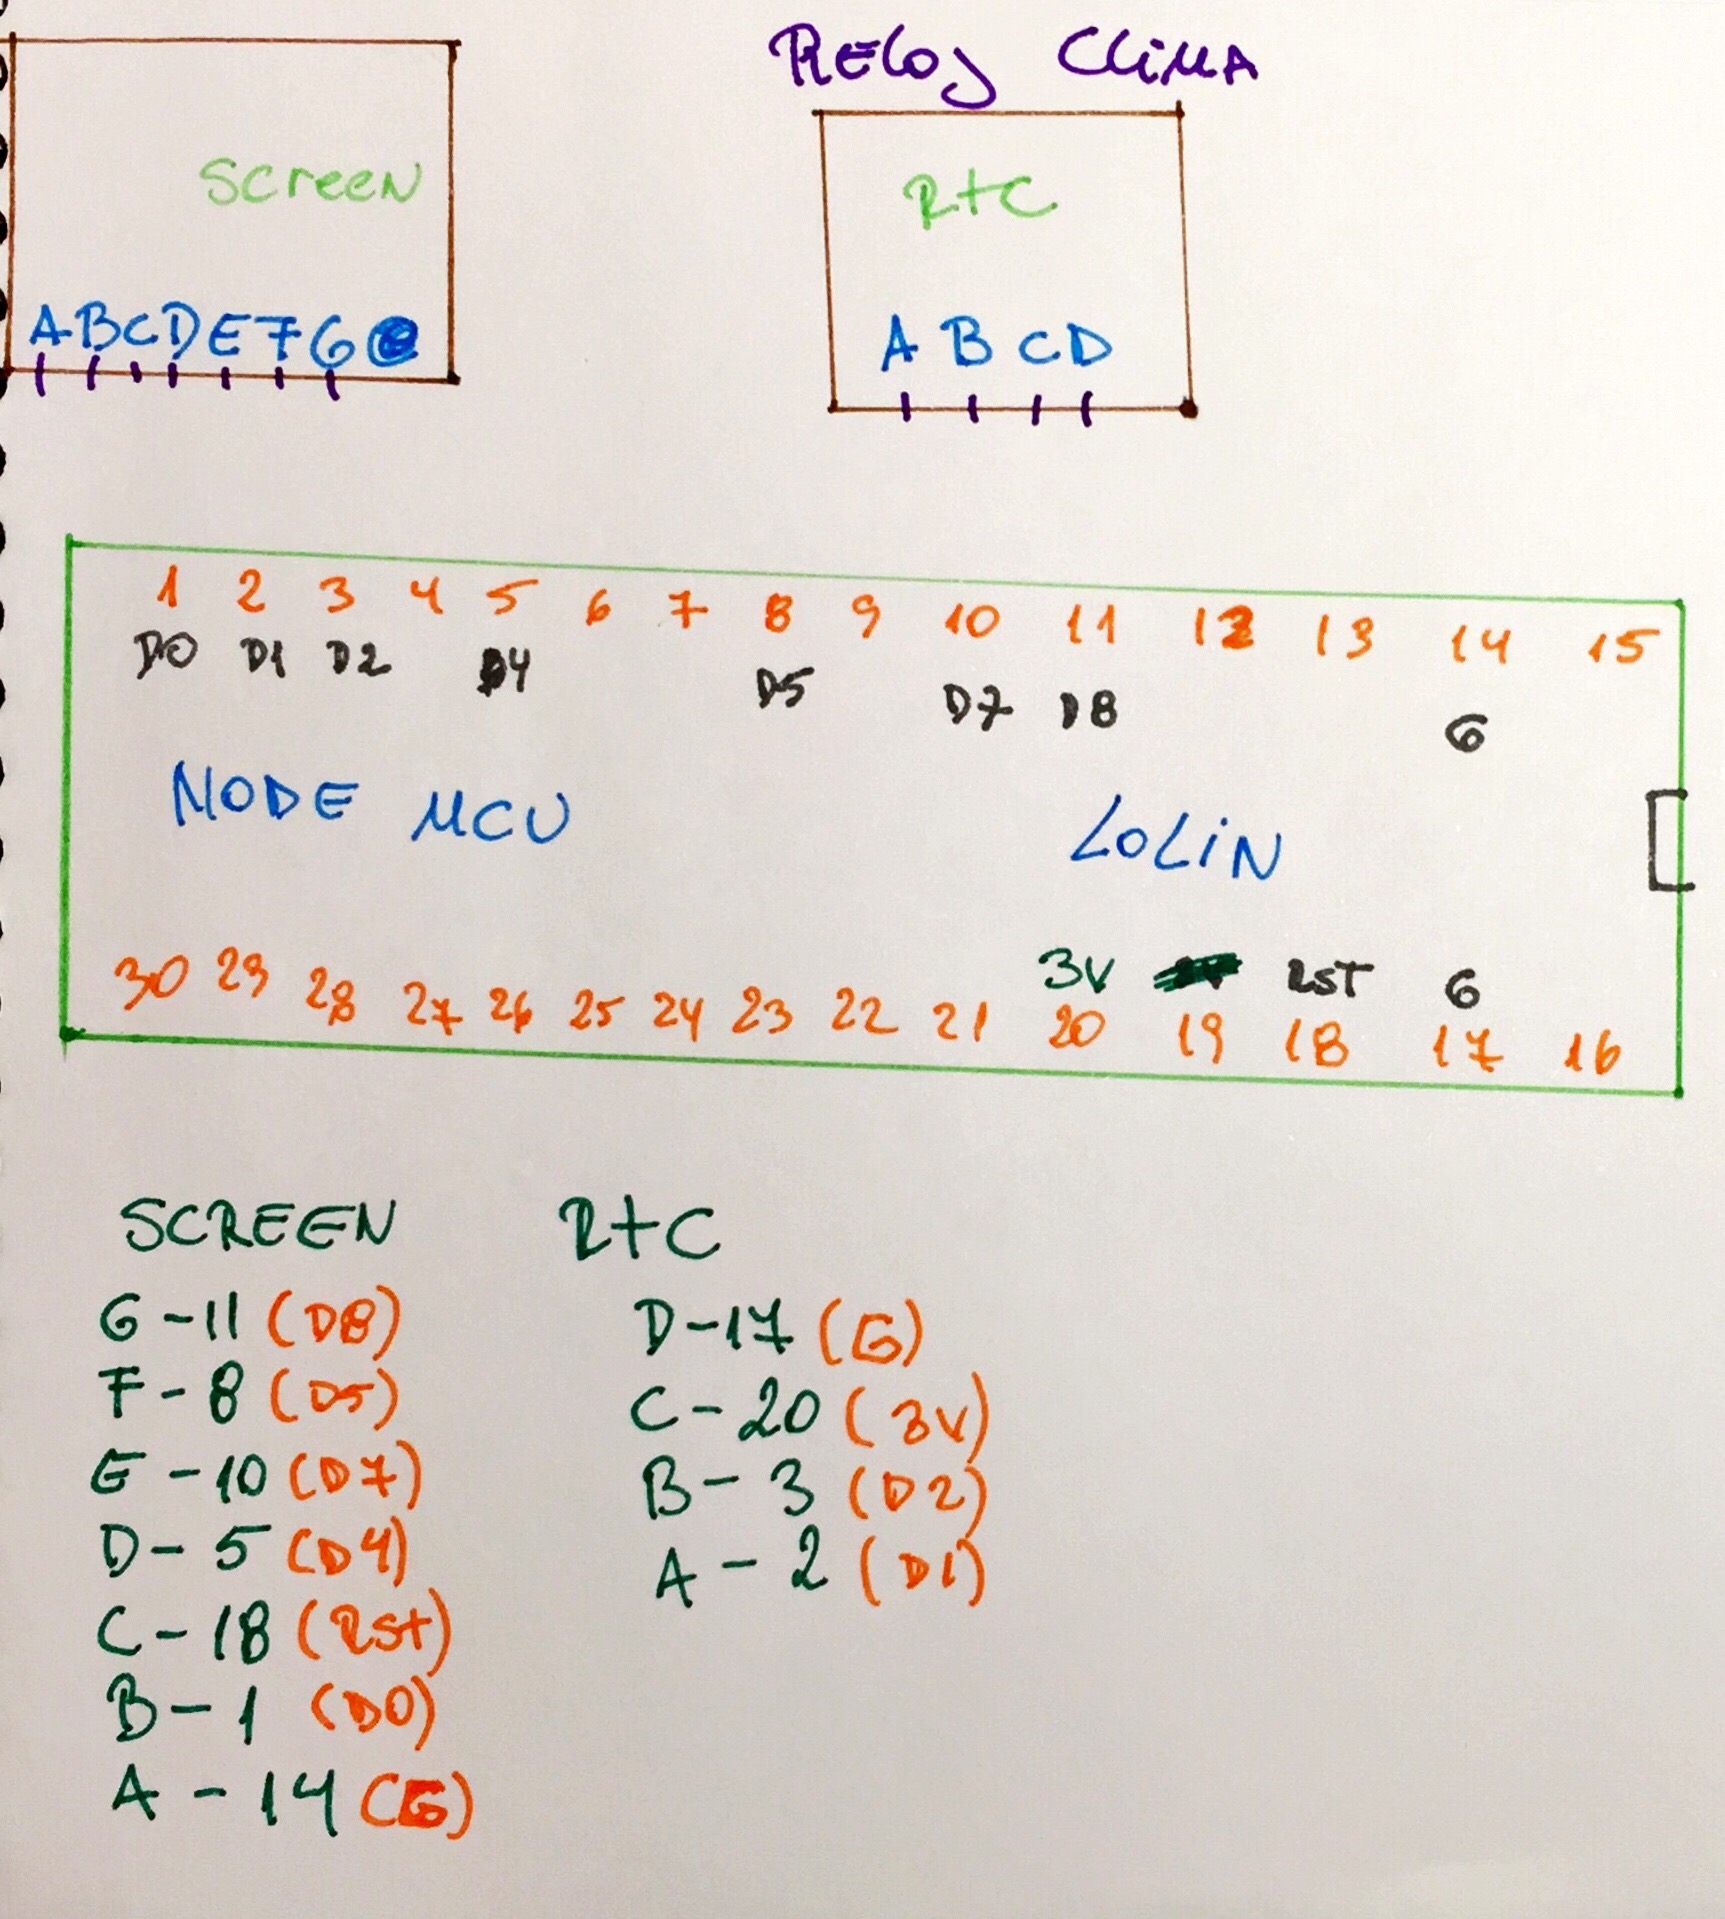 RELOJ CLIMA
Screen
RtC
A B C D E F G
A B C D
1 2 3 4 5 6 7 8 9 10 11 12 13 14 15
D0 D1 D2 D4 D5 D7 D8 G
NODE MCU LOLIN
3V RST G
30 29 28 27 26 25 24 23 22 21 20 19 18 17 16
SCREEN RtC
G - 11 (D8) D - 17 (G)
F - 8 (D5) C - 20 (3V)
E - 10 (D7) B - 3 (D2)
D - 5 (D4) A - 2 (D1)
C - 18 (Rst)
B - 1 (D0)
A - 14 (G)